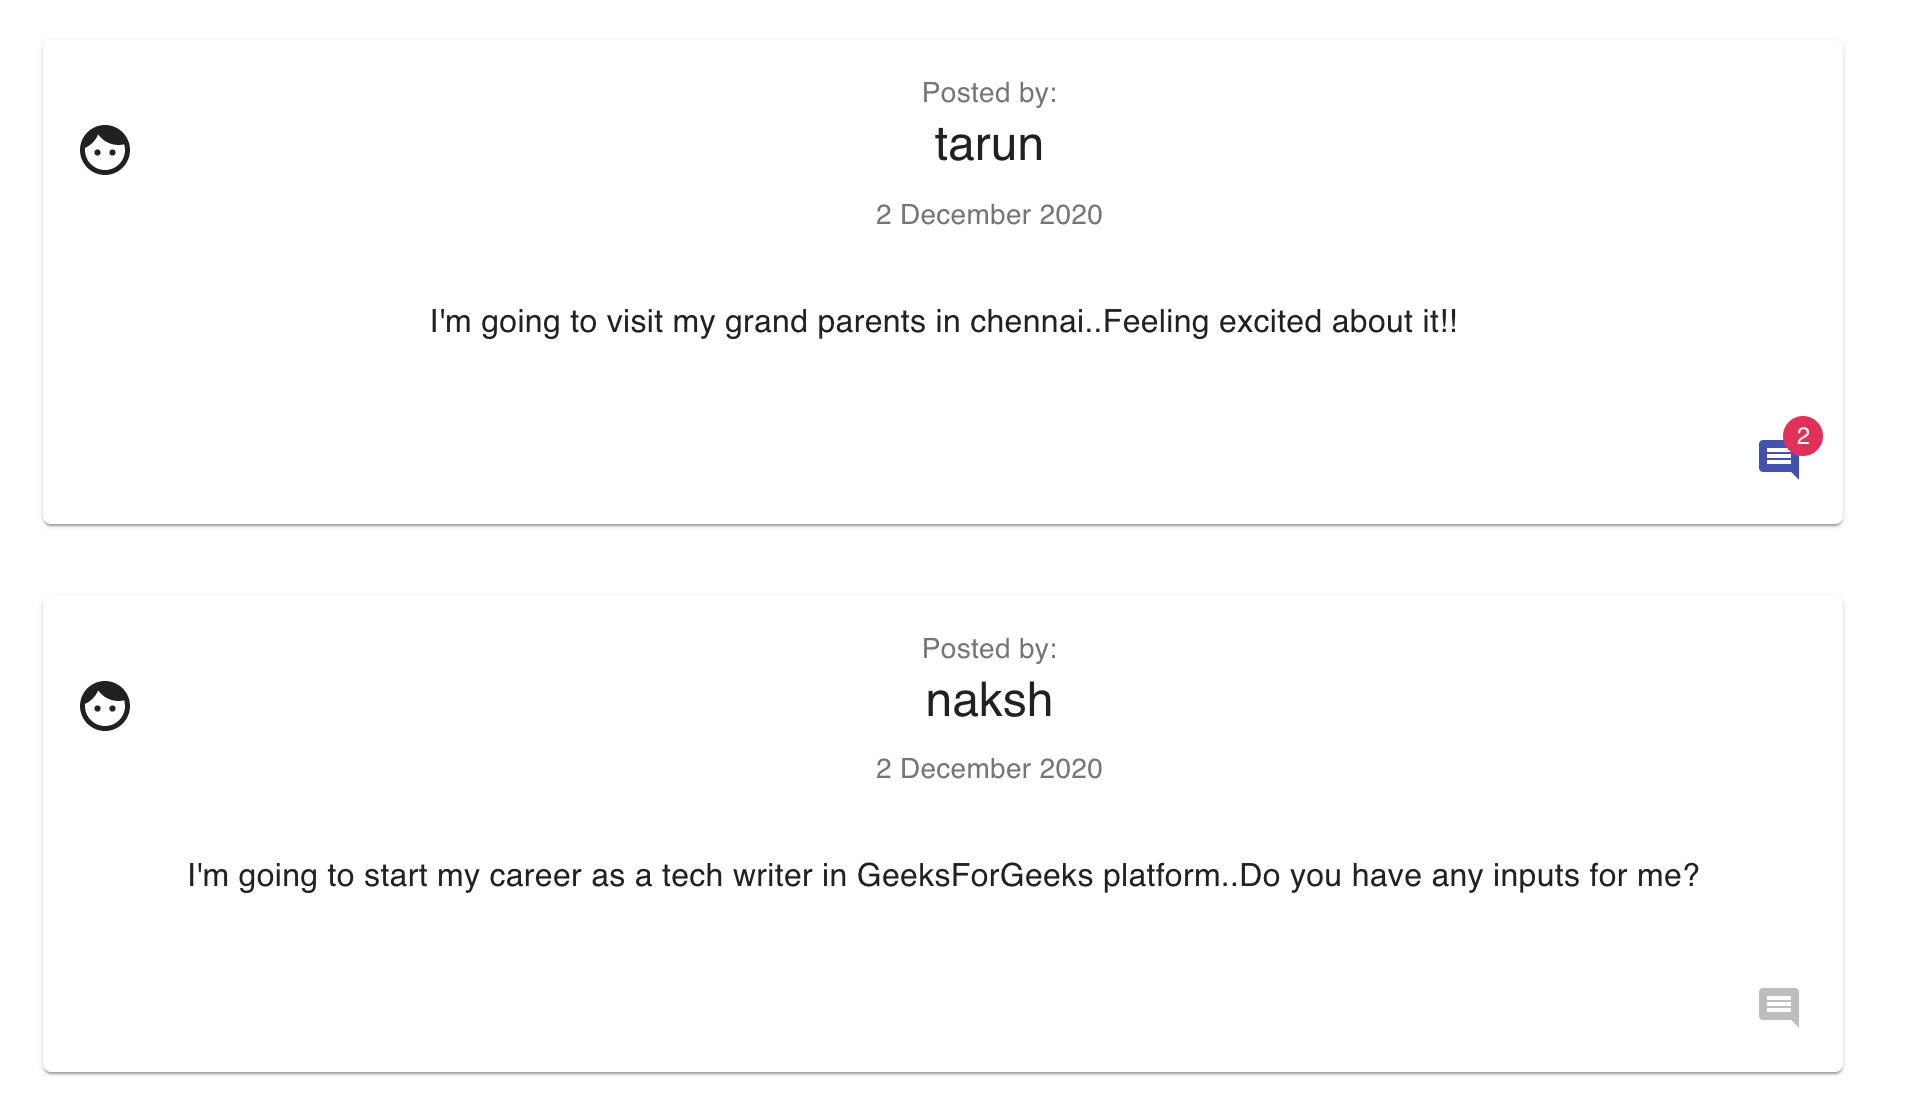 Posted by:
tarun
2 December 2020
I'm going to visit my grand parents in chennai..Feeling excited about it!!
2
Posted by:
naksh
2 December 2020
I'm going to start my career as a tech writer in GeeksForGeeks platform..Do you have any inputs for me?